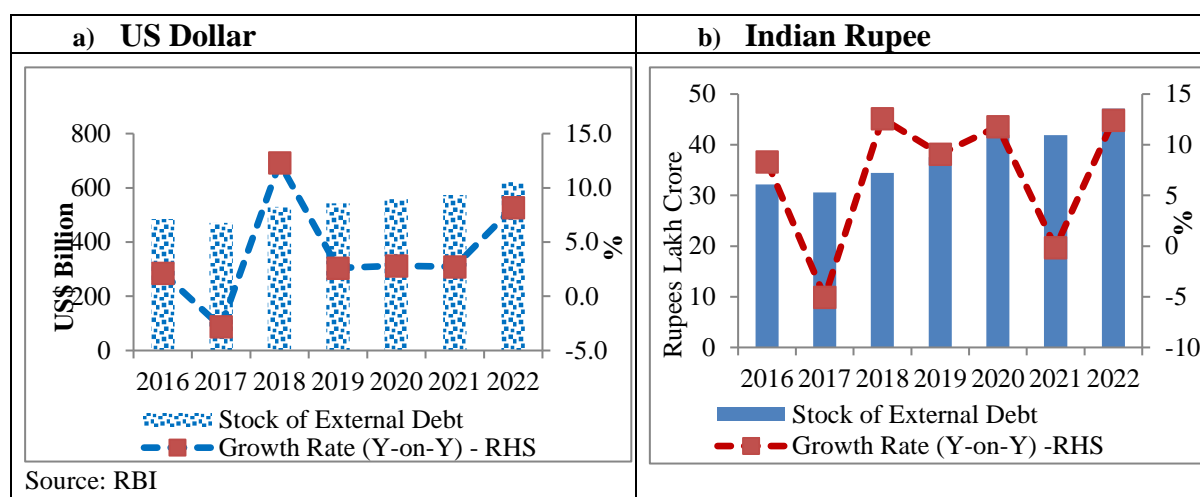 a) US Dollar
US$ Billion
800
600
400
200
0
15.0
10.0
5.0
0.0
-5.0
%
2016 2017 2018 2019 2020 2021 2022
Stock of External Debt
Growth Rate (Y-on-Y) - RHS
Source: RBI
b) Indian Rupee
Rupees Lakh Crore
50
40
30
20
10
0
15
10
5
0
-5
-10
%
2016 2017 2018 2019 2020 2021 2022
Stock of External Debt
Growth Rate (Y-on-Y) -RHS